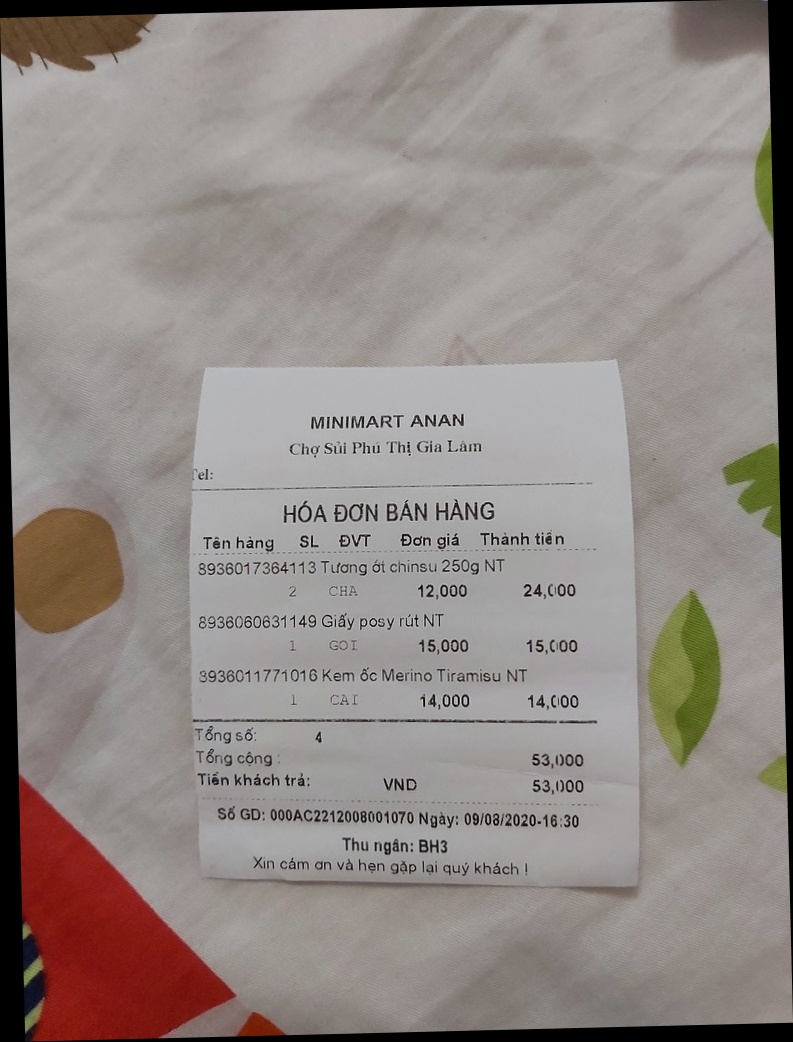 MINIMART ANAN
Chợ Sủi Phú Thị Gia Lâm
Tel:
HÓA ĐƠN BÁN HÀNG
Tên hàng SL ĐVT Đơn giá Thành tiền
8936017364113 Tương ớt chinsu 250g NT
2 CHA 12,000 24,000
8936060631149 Giấy posy rút NT
1 GOI 15,000 15,000
8936011771016 Kem ốc Merino Tiramisu NT
1 CAI 14,000 14,000
Tổng số: 4
Tổng cộng : 53,000
Tiền khách trả: VND 53,000
Số GD: 000AC2212008001070 Ngày: 09/08/2020-16:30
Thu ngân: BH3
Xin cám ơn và hẹn gặp lại quý khách !